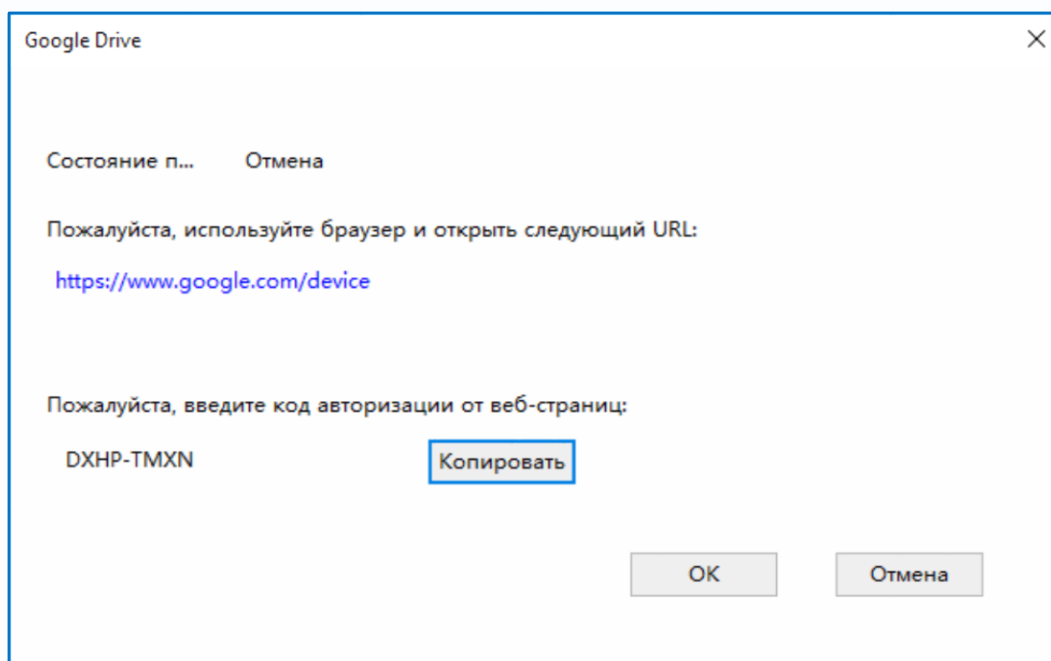 Google Drive
Состояние п... Отмена
Пожалуйста, используйте браузер и открыть следующий URL:
https://www.google.com/device
Пожалуйста, введите код авторизации от веб-страниц:
DXHP-TMXN Копировать
OK Отмена